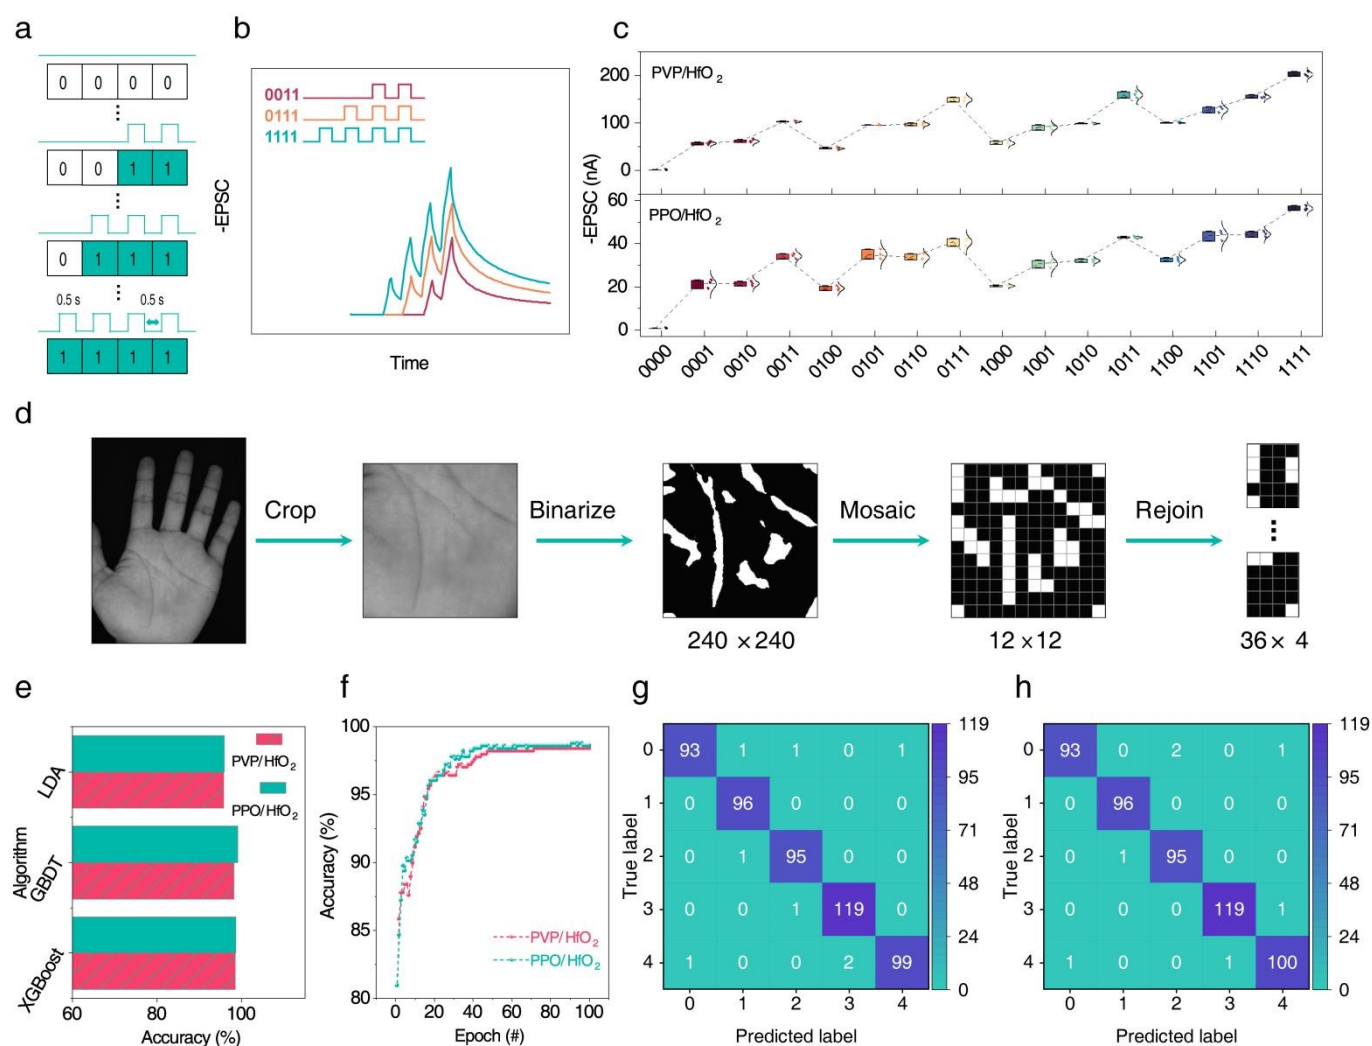 a
0 0 0 0
0 0 1 1
0 1 1 1
0.5 s 0.5 s
1 1 1 1
b
0011
0111
1111
-EPSC
Time
c
PVP/HfO2
200
100
0
-EPSC (nA)
PPO/HfO2
60
40
20
0
0000 0001 0010 0011 0100 0101 0110 0111 1000 1001 1010 1011 1100 1101 1110 1111
d
Crop
Binarize
Mosaic
Rejoin
240 ×240
12 ×12
36× 4
e
Algorithm
LDA
GBDT
XGBoost
PVP/HfO2
PPO/HfO2
60 80 100
Accuracy (%)
f
Accuracy (%)
100
95
90
85
80
PVP/HfO2
PPO/HfO2
0 20 40 60 80 100
Epoch (#)
g
True label
0 93 1 1 0 1
1 0 96 0 0 0
2 0 1 95 0 0
3 0 0 1 119 0
4 1 0 0 2 99
0 1 2 3 4
Predicted label
119
95
71
48
24
0
h
True label
0 93 0 2 0 1
1 0 96 0 0 0
2 0 1 95 0 0
3 0 0 0 119 1
4 1 0 0 1 100
0 1 2 3 4
Predicted label
119
95
71
48
24
0